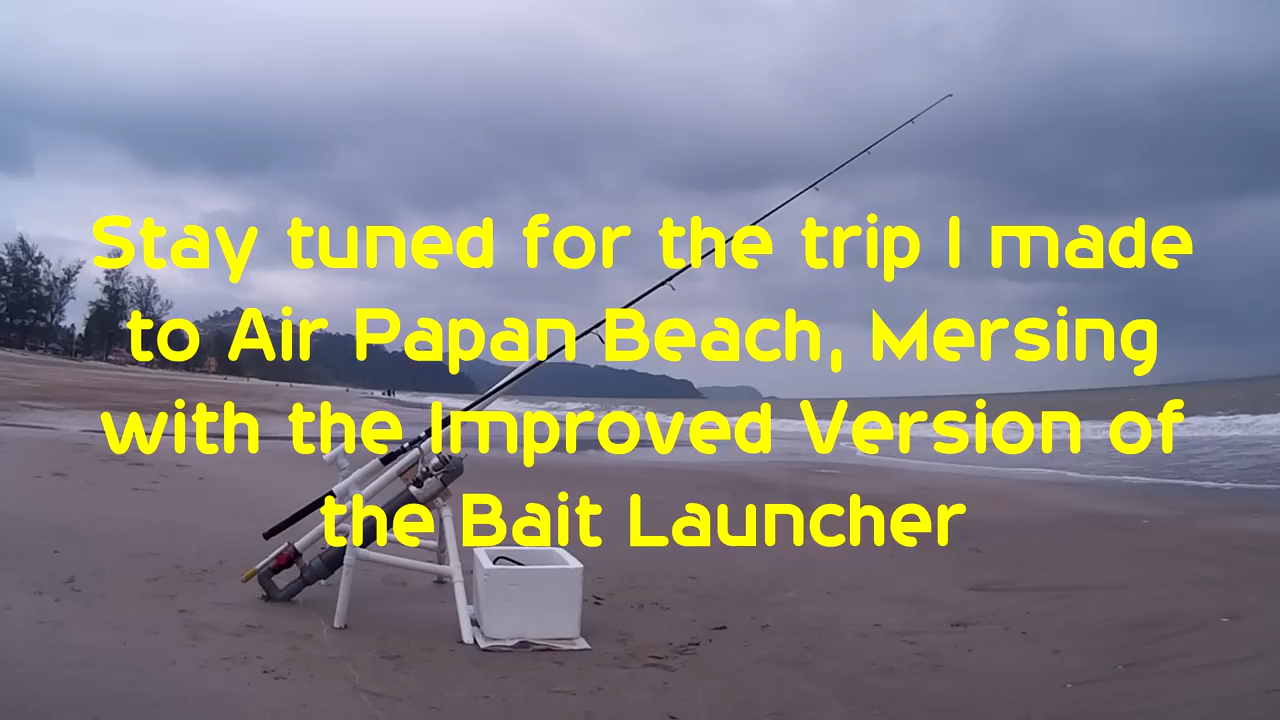 Stay tuned for the trip I made
to Air Papan Beach, Mersing
with the Improved Version of
the Bait Launcher